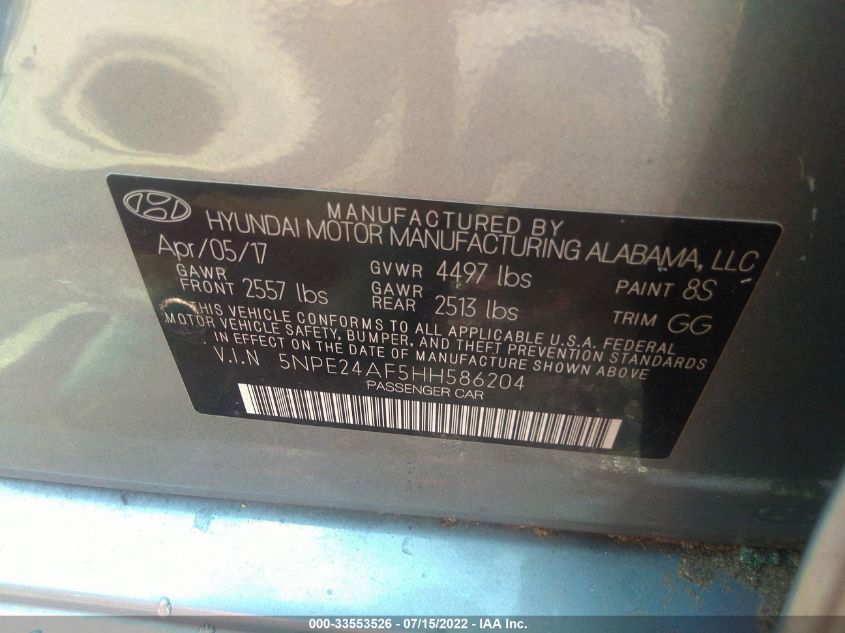 MANUFACTURED BY
HYUNDAI MOTOR MANUFACTURING ALABAMA, LLC
Apr/05/17
GAWR FRONT 2557 lbs
GVWR 4497 lbs
GAWR REAR 2513 lbs
PAINT 8S
TRIM GG
THIS VEHICLE CONFORMS TO ALL APPLICABLE U.S.A. FEDERAL
MOTOR VEHICLE SAFETY, BUMPER, AND THEFT PREVENTION STANDARDS
IN EFFECT ON THE DATE OF MANUFACTURE SHOWN ABOVE
V.I.N 5NPE24AF5HH586204
PASSENGER CAR
000-33553526 - 07/15/2022 - IAA Inc.